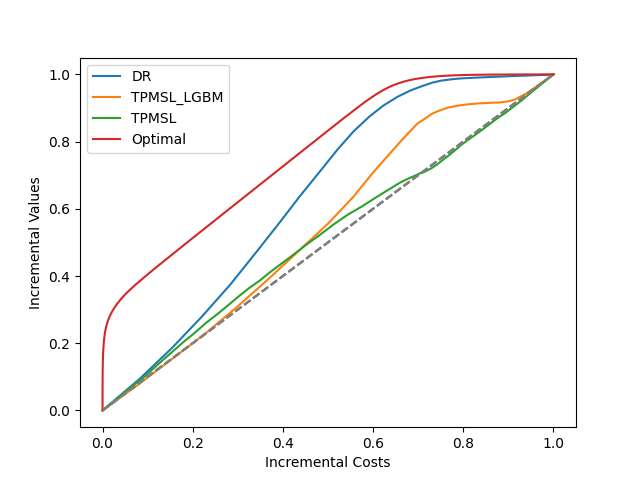 DR
TPMSL_LGBM
TPMSL
Optimal
1.0
0.8
0.6
0.4
0.2
0.0
Incremental Values
0.0 0.2 0.4 0.6 0.8 1.0
Incremental Costs